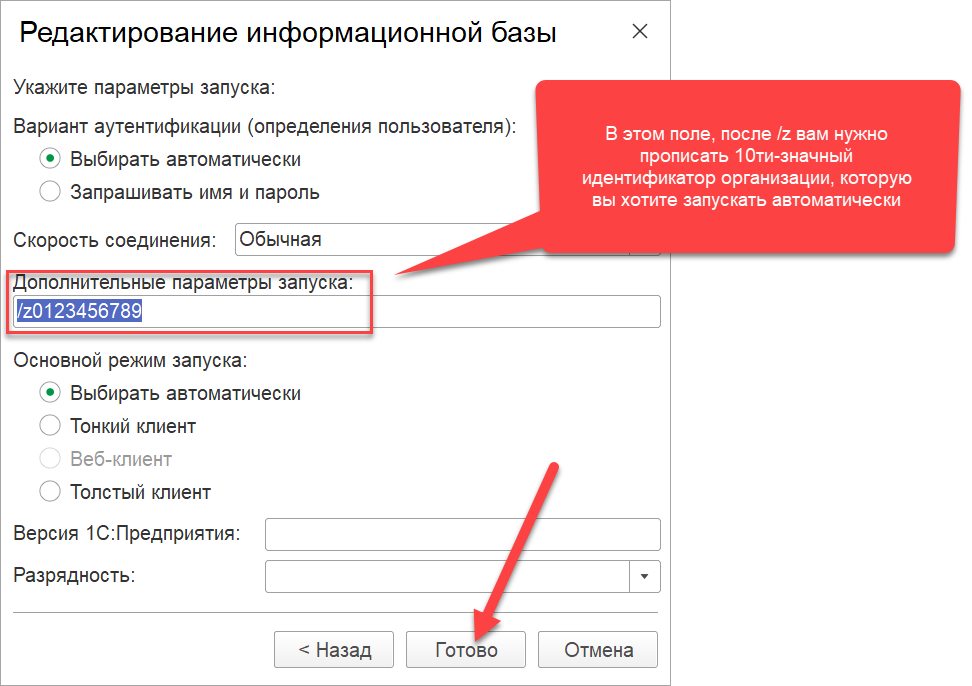 Редактирование информационной базы
Укажите параметры запуска:
Вариант аутентификации (определения пользователя):
Выбирать автоматически
Запрашивать имя и пароль
В этом поле, после /z вам нужно
прописать 10ти-значный
идентификатор организации, которую
вы хотите запускать автоматически
Скорость соединения:
Обычная
Дополнительные параметры запуска:
/z0123456789
Основной режим запуска:
Выбирать автоматически
Тонкий клиент
Веб-клиент
Толстый клиент
Версия 1С:Предприятия:
Разрядность:
< Назад
Готово
Отмена